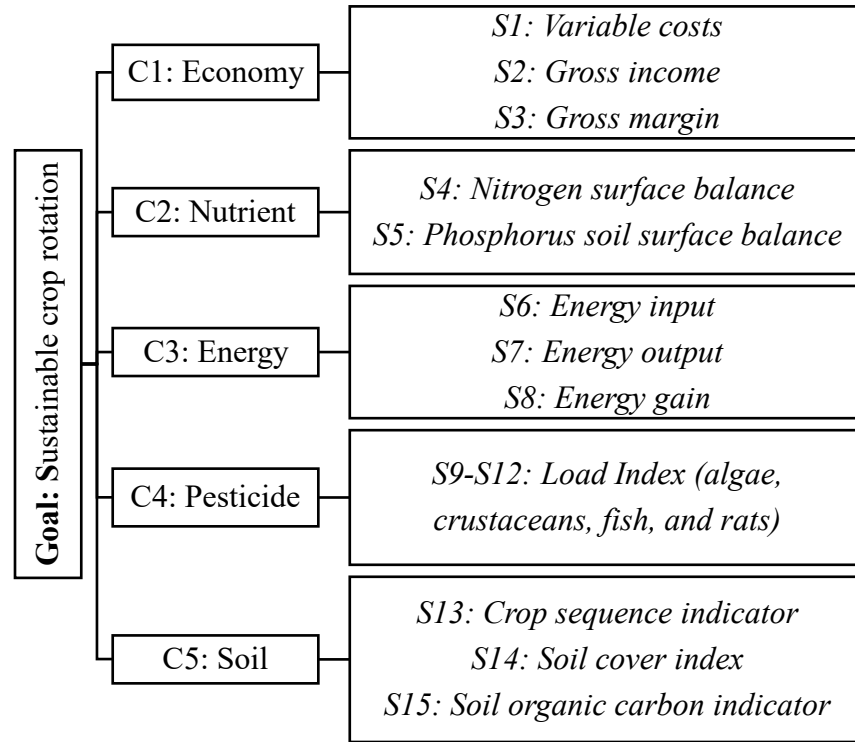 Goal: Sustainable crop rotation
C1: Economy
S1: Variable costs
S2: Gross income
S3: Gross margin
C2: Nutrient
S4: Nitrogen surface balance
S5: Phosphorus soil surface balance
C3: Energy
S6: Energy input
S7: Energy output
S8: Energy gain
C4: Pesticide
S9-S12: Load Index (algae,
crustaceans, fish, and rats)
C5: Soil
S13: Crop sequence indicator
S14: Soil cover index
S15: Soil organic carbon indicator